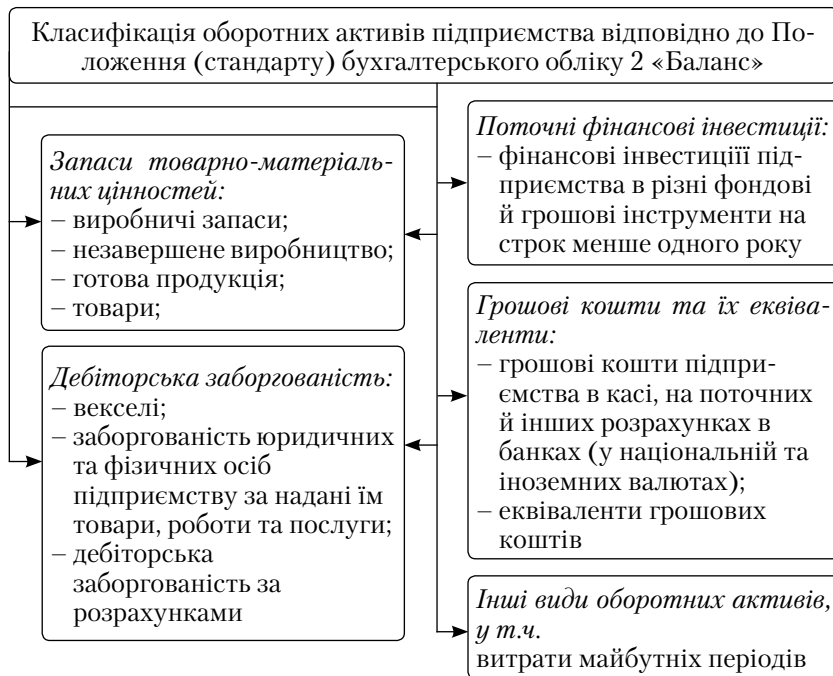 Класифікація оборотних активів підприємства відповідно до По-
ложення (стандарту) бухгалтерського обліку 2 «Баланс»
Запаси товарно-матеріаль-
них цінностей:
– виробничі запаси;
– незавершене виробництво;
– готова продукція;
– товари;
Дебіторська заборгованість:
– векселі;
– заборгованість юридичних
та фізичних осіб
підприємству за надані їм
товари, роботи та послуги;
– дебіторська
заборгованість за
розрахунками
Поточні фінансові інвестиції:
– фінансові інвестиціїї під-
приємства в різні фондові
й грошові інструменти на
строк менше одного року
Грошові кошти та їх еквіва-
ленти:
– грошові кошти підпри-
ємства в касі, на поточних
й інших розрахунках в
банках (у національній та
іноземних валютах);
– еквіваленти грошових
коштів
Інші види оборотних активів,
у т.ч.
витрати майбутніх періодів